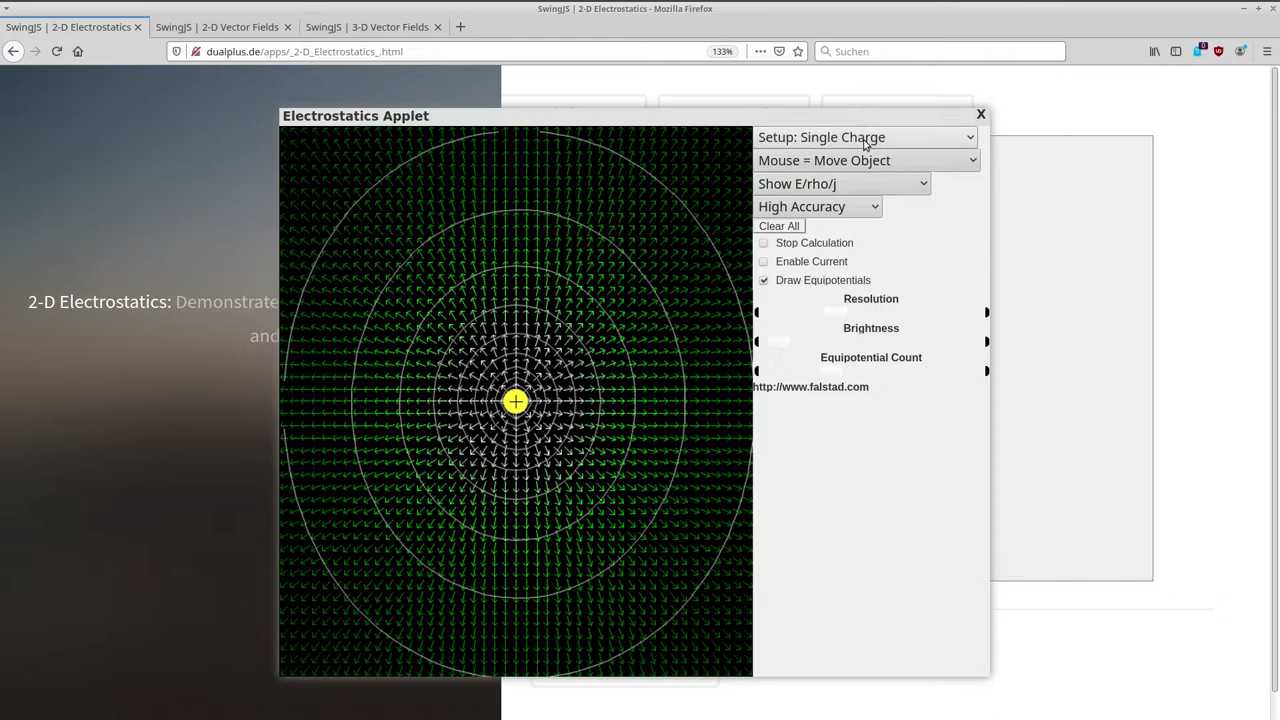 SwingJS | 2-D Electrostatics - Mozilla Firefox
SwingJS | 2-D Electrostatics
SwingJS | 2-D Vector Fields
SwingJS | 3-D Vector Fields
dualplus.de/apps/_2-D_Electrostatics_.html
133%
Suchen
0
Electrostatics Applet
X
Setup: Single Charge
Mouse = Move Object
Show E/rho/j
High Accuracy
Clear All
Stop Calculation
Enable Current
Draw Equipotentials
Resolution
Brightness
Equipotential Count
http://www.falstad.com
2-D Electrostatics: Demonstrate
and